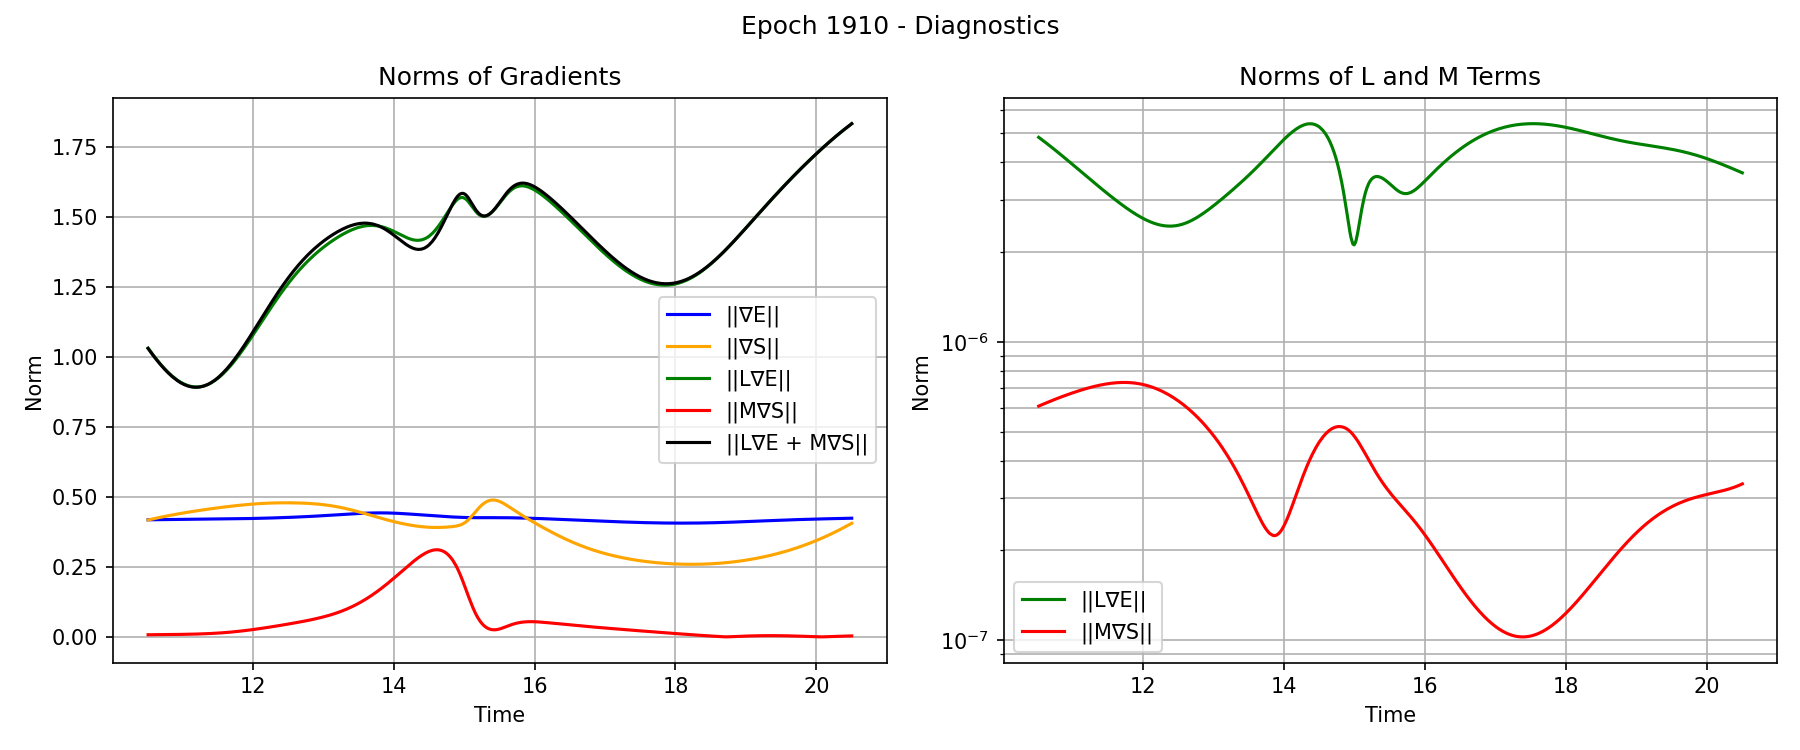 Epoch 1910 - Diagnostics
Norms of Gradients
Norm
1.75
1.50
1.25
1.00
0.75
0.50
0.25
0.00
||∇E||
||∇S||
||L∇E||
||M∇S||
||L∇E + M∇S||
12 14 16 18 20
Time
Norms of L and M Terms
Norm
10⁻⁶
10⁻⁷
||L∇E||
||M∇S||
12 14 16 18 20
Time